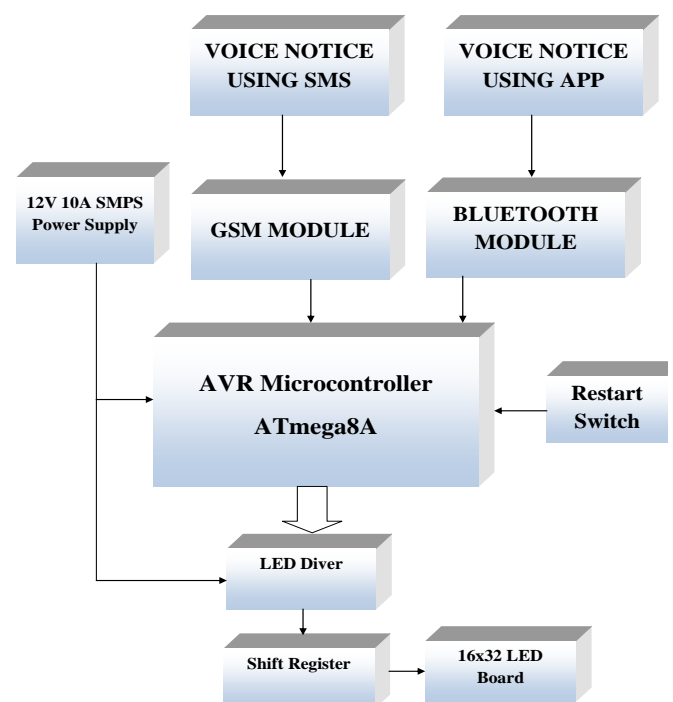 VOICE NOTICE
USING SMS
VOICE NOTICE
USING APP
12V 10A SMPS
Power Supply
GSM MODULE
BLUETOOTH
MODULE
AVR Microcontroller
ATmega8A
Restart
Switch
LED Diver
Shift Register
16x32 LED
Board